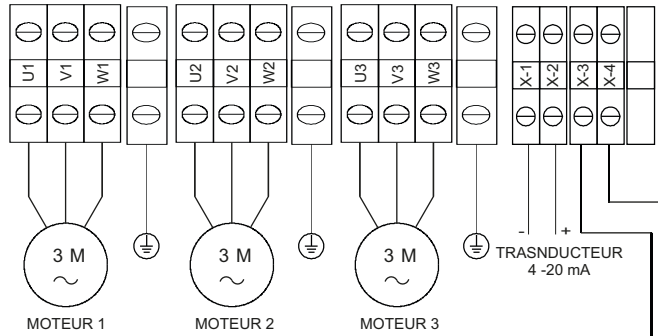 U1 V1 W1 U2 V2 W2 U3 V3 W3 X-1 X-2 X-3 X-4
- +
3 M 3 M 3 M
TRASNDUCTEUR
4 -20 mA
MOTEUR 1 MOTEUR 2 MOTEUR 3